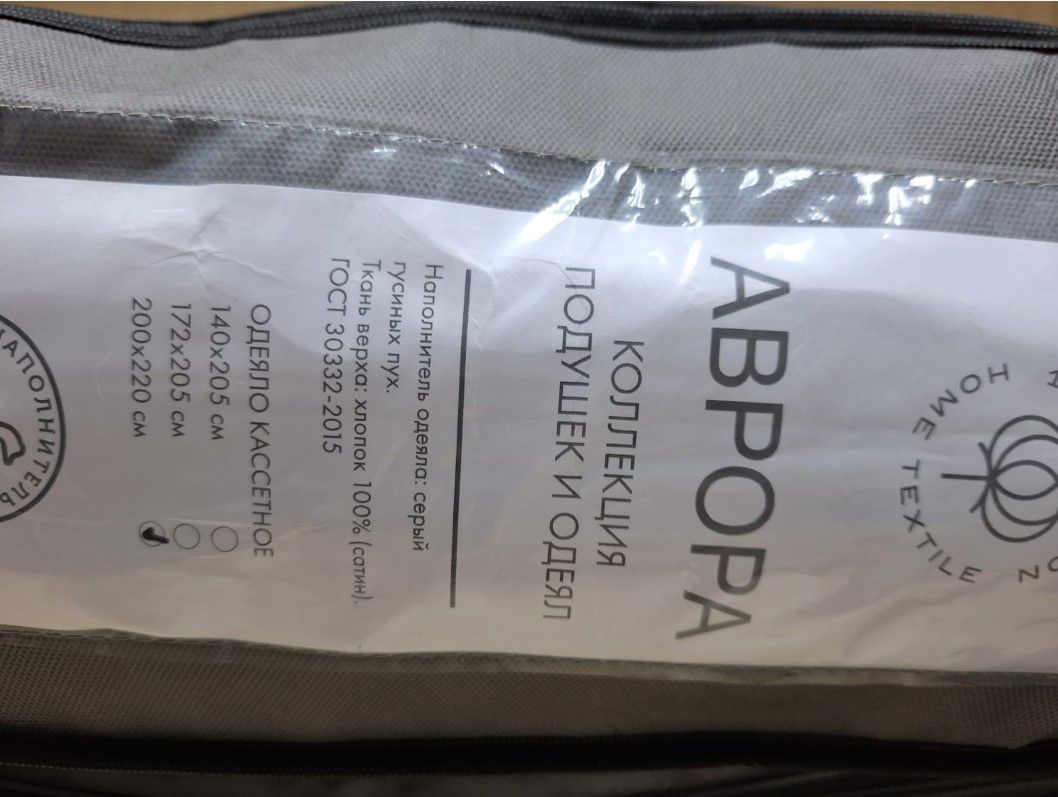 HOME TEXTILE
АВРОРА
КОЛЛЕКЦИЯ
ПОДУШЕК И ОДЕЯЛ
Наполнитель одеяла: серый
гусиных пух.
Ткань верха: хлопок 100% (сатин).
ГОСТ 30332-2015
ОДЕЯЛО КАССЕТНОЕ
140x205 см
172x205 см
200x220 см
НАПОЛНИТЕЛЬ